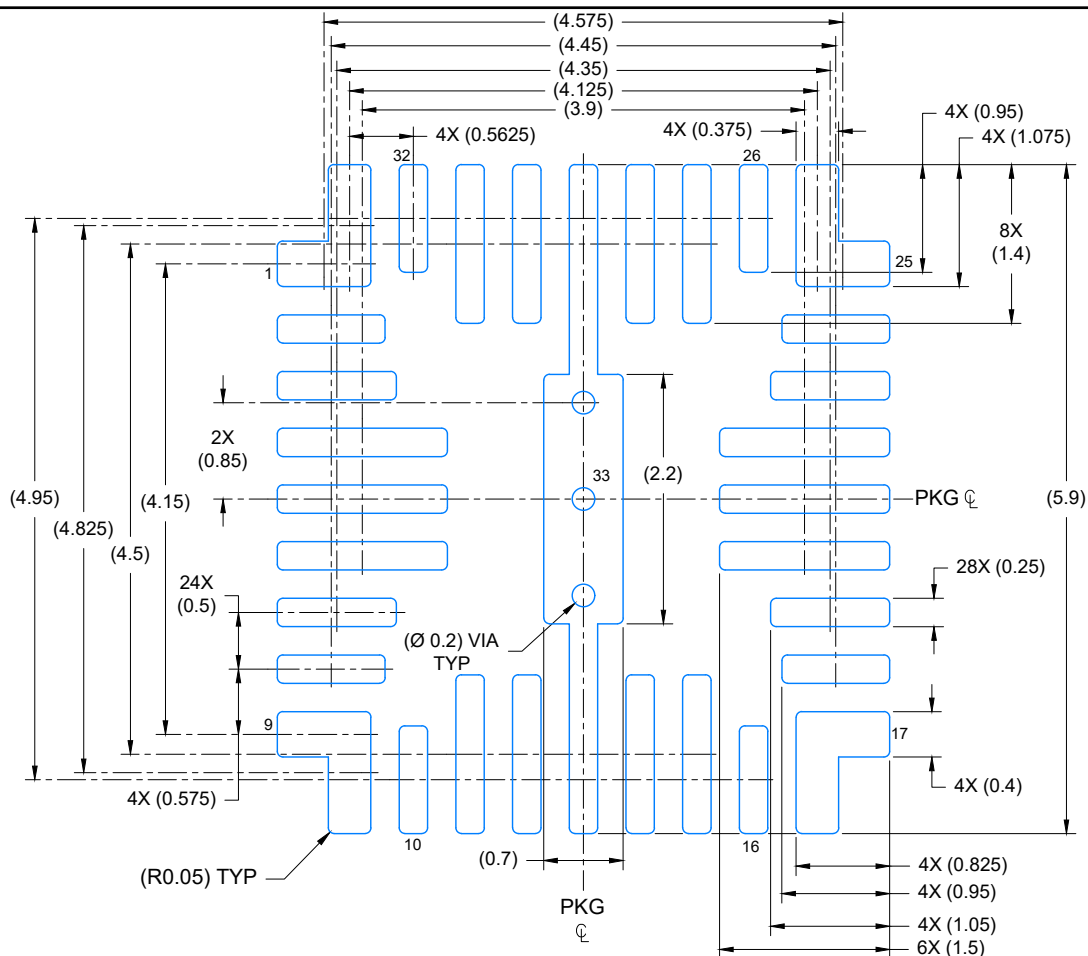 (4.575)
(4.45)
(4.35)
(4.125)
(3.9)
4X (0.5625)
4X (0.375)
4X (0.95)
4X (1.075)
32
26
8X
(1.4)
1
25
2X
(0.85)
(4.95)
(4.825)
(4.5)
(4.15)
33
(2.2)
PKG ℄
(5.9)
24X
(0.5)
28X (0.25)
(Ø 0.2) VIA
TYP
9
17
4X (0.575)
4X (0.4)
10
16
(R0.05) TYP
(0.7)
4X (0.825)
4X (0.95)
4X (1.05)
6X (1.5)
PKG
℄